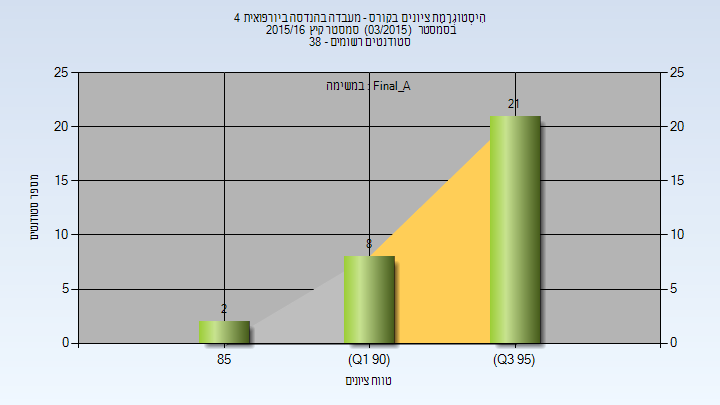 היסטוגרמת ציונים בקורס - מעבדה בהנדסה ביורפואית 4
בסמסטר (03/2015) סמסטר קיץ 2015/16
סטודנטים רשומים - 38
במשימה : Final_A
25
20
15
10
5
0
25
20
15
10
5
0
מספר סטודנטים
2
8
21
85
(Q1 90)
(Q3 95)
טווח ציונים